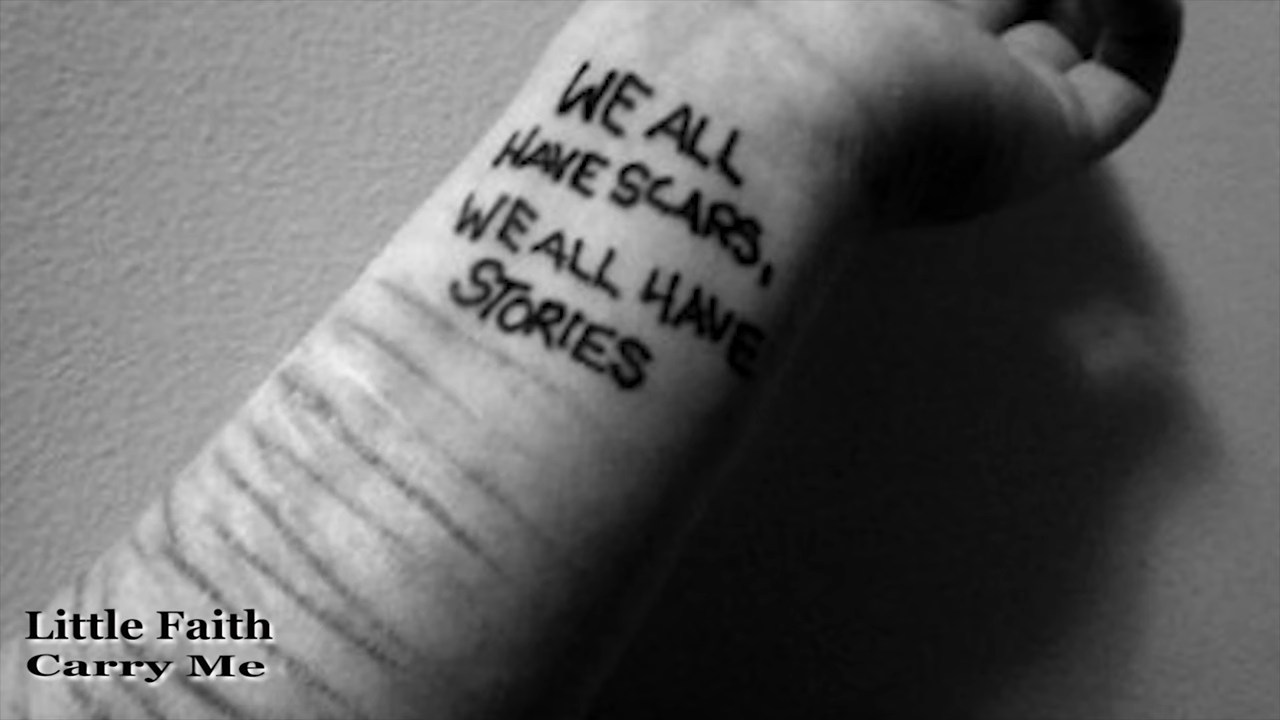 WE ALL
HAVE SCARS,
WE ALL HAVE
STORIES
Little Faith
Carry Me